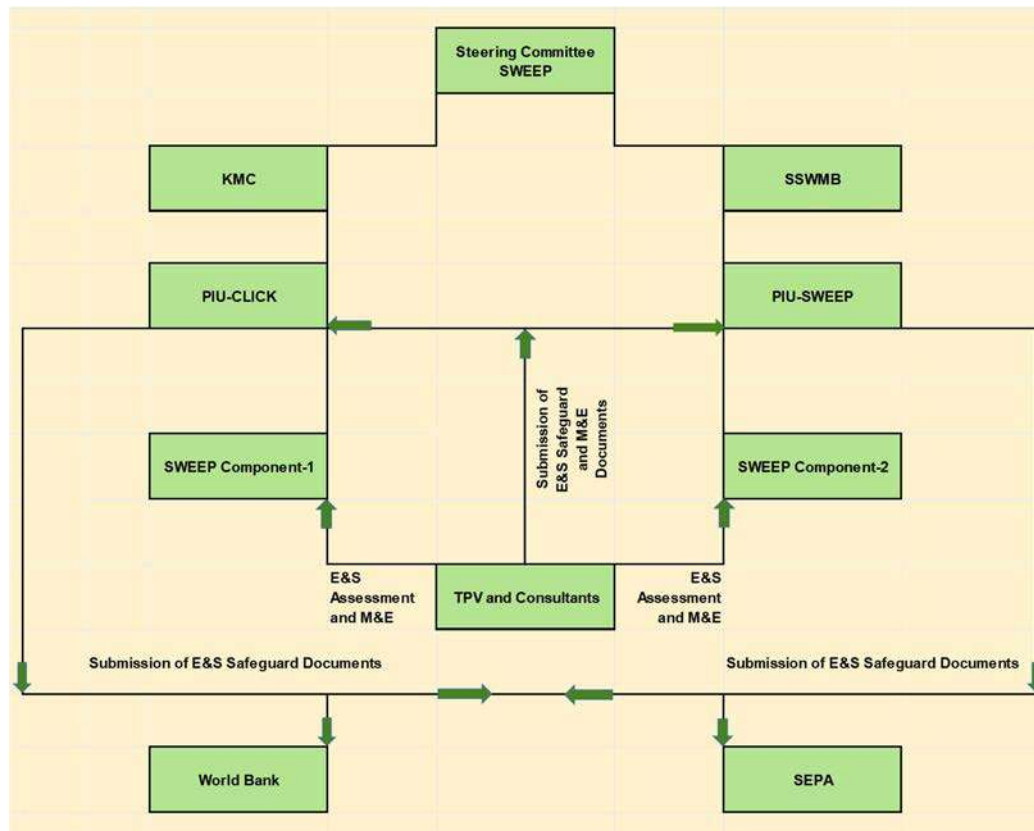 Steering Committee
SWEEP
KMC
SSWMB
PIU-CLICK
PIU-SWEEP
Submission of
E&S Safeguard
and M&E
Documents
SWEEP Component-1
SWEEP Component-2
E&S
Assessment
and M&E
TPV and Consultants
E&S
Assessment
and M&E
Submission of E&S Safeguard Documents
Submission of E&S Safeguard Documents
World Bank
SEPA